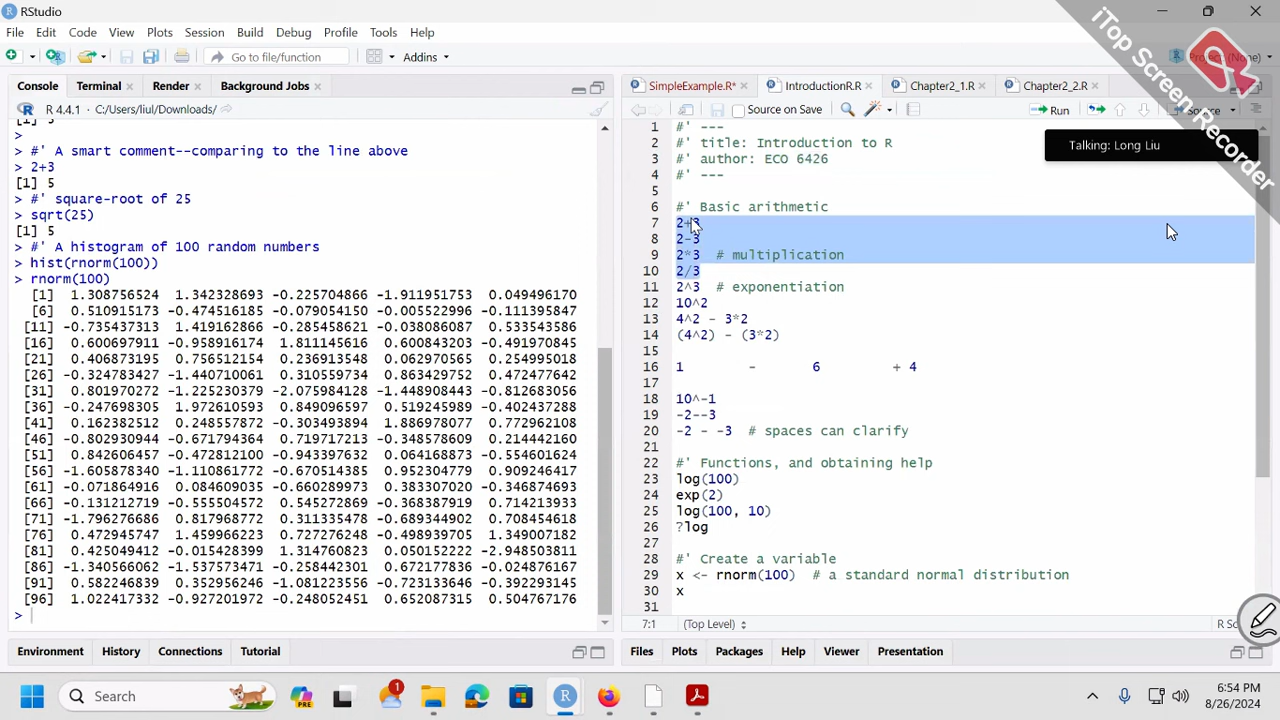 RStudio
File Edit Code View Plots Session Build Debug Profile Tools Help
Go to file/function
Addins
iTop Screen Recorder
Console Terminal Render Background Jobs
R 4.4.1 · C:/Users/liul/Downloads/
>
> #' A smart comment--comparing to the line above
> 2+3
[1] 5
> #' square-root of 25
> sqrt(25)
[1] 5
> #' A histogram of 100 random numbers
> hist(rnorm(100))
> rnorm(100)
[1] 1.308756524 1.342328693 -0.225704866 -1.911951753 0.049496170
[6] 0.510915173 -0.474516185 -0.079054150 -0.005522996 -0.111395847
[11] -0.735437313 1.419162866 -0.285458621 -0.038086087 0.533543586
[16] 0.600697911 -0.958916174 1.811145616 0.600843203 -0.491970845
[21] 0.406873195 0.756512154 0.236913548 0.062970565 0.254995018
[26] -0.324783427 -1.440710061 0.310559734 0.863429752 0.472477642
[31] 0.801970272 -1.225230379 -2.075984128 -1.448908443 -0.812683056
[36] -0.247698305 1.972610593 0.849096597 0.519245989 -0.402437288
[41] 0.162382512 0.248557872 -0.303493894 1.886978077 0.772962108
[46] -0.802930944 -0.671794364 0.719717213 -0.348578609 0.214442160
[51] 0.842606457 -0.472812100 -0.943397632 0.064168873 -0.554601624
[56] -1.605878340 -1.110861772 -0.670514385 0.952304779 0.909246417
[61] -0.071864916 0.084609035 -0.660289973 0.383307020 -0.346874693
[66] -0.131212719 -0.555504572 0.545272869 -0.368387919 0.714213933
[71] -1.796276686 0.817968772 0.311335478 -0.689344902 0.708454618
[76] 0.472945747 1.459966223 0.727276248 -0.498939705 1.349007182
[81] 0.425049412 -0.015428399 1.314760823 0.050152222 -2.948503811
[86] -1.340566062 -1.537573471 -0.258442301 0.672177836 -0.024876167
[91] 0.582246839 0.352956246 -1.081223556 -0.723133646 -0.392293145
[96] 1.022417332 -0.927201972 -0.248052451 0.652087315 0.504767176
>
SimpleExample.R* IntroductionR.R Chapter2_1.R Chapter2_2.R
Source on Save Run Source
Talking: Long Liu
1 #' ---
2 #' title: Introduction to R
3 #' author: ECO 6426
4 #' ---
5
6 #' Basic arithmetic
7 2+3
8 2-3
9 2*3 # multiplication
10 2/3
11 2^3 # exponentiation
12 10^2
13 4^2 - 3*2
14 (4^2) - (3*2)
15
16 1 - 6 + 4
17
18 10^-1
19 -2--3
20 -2 - -3 # spaces can clarify
21
22 #' Functions, and obtaining help
23 log(100)
24 exp(2)
25 log(100, 10)
26 ?log
27
28 #' Create a variable
29 x <- rnorm(100) # a standard normal distribution
30 x
31
7:1 (Top Level)
Environment History Connections Tutorial
Files Plots Packages Help Viewer Presentation
Search
PRE
1
6:54 PM
8/26/2024